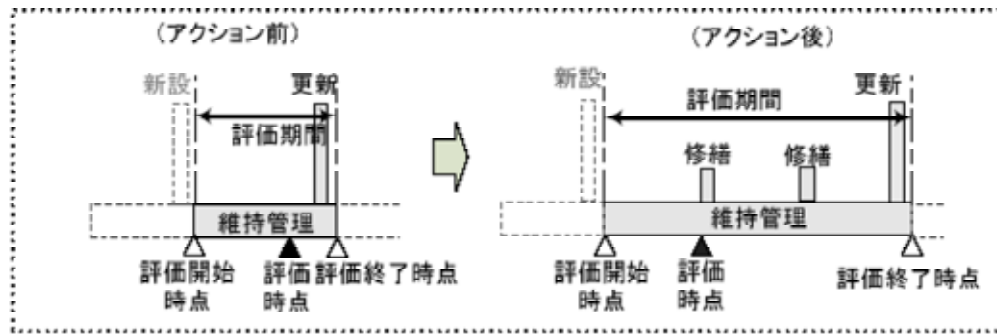 （アクション前）
（アクション後）
新設
更新
評価期間
維持管理
評価開始
時点
評価
時点
評価終了時点
新設
更新
評価期間
修繕
修繕
維持管理
評価開始
時点
評価
時点
評価終了時点